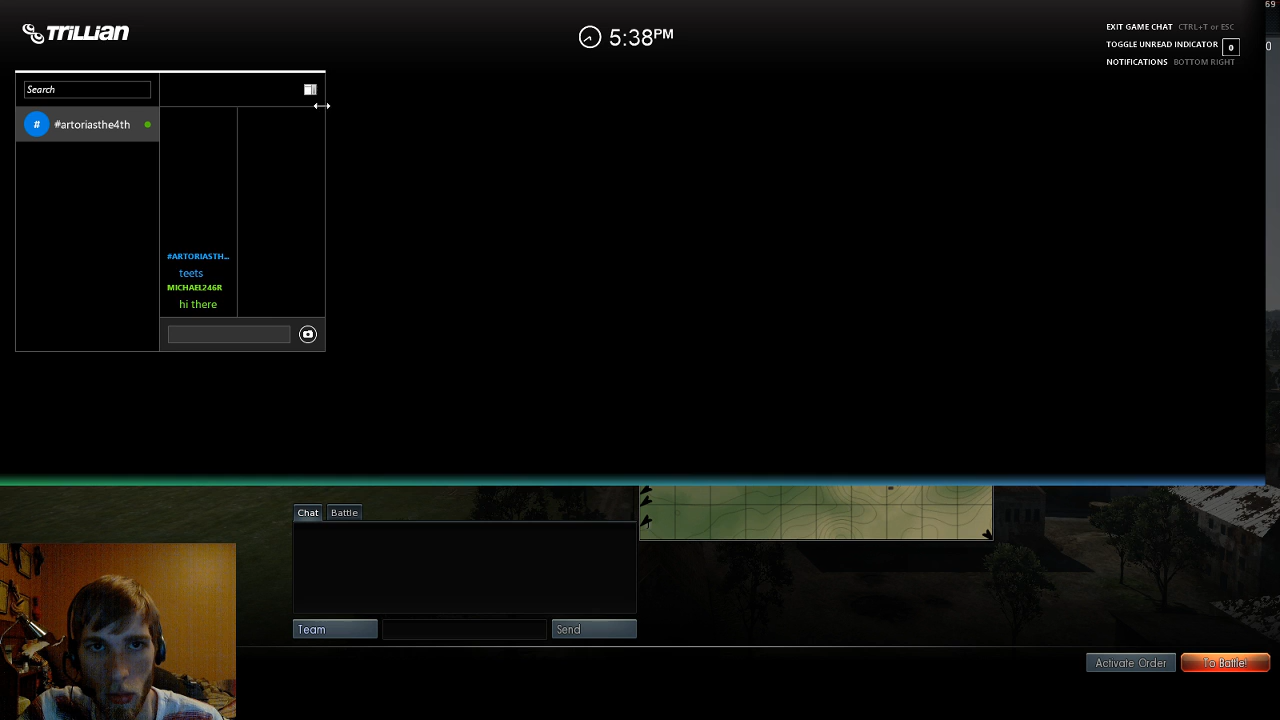 69
TRiLLiAN
5:38PM
EXIT GAME CHAT CTRL+T or ESC
TOGGLE UNREAD INDICATOR 0
0
NOTIFICATIONS BOTTOM RIGHT
Search
# #artoriasthe4th
#ARTORIASTH...
teets
MICHAEL246R
hi there
Chat Battle
Team Send
Activate Order To Battle!